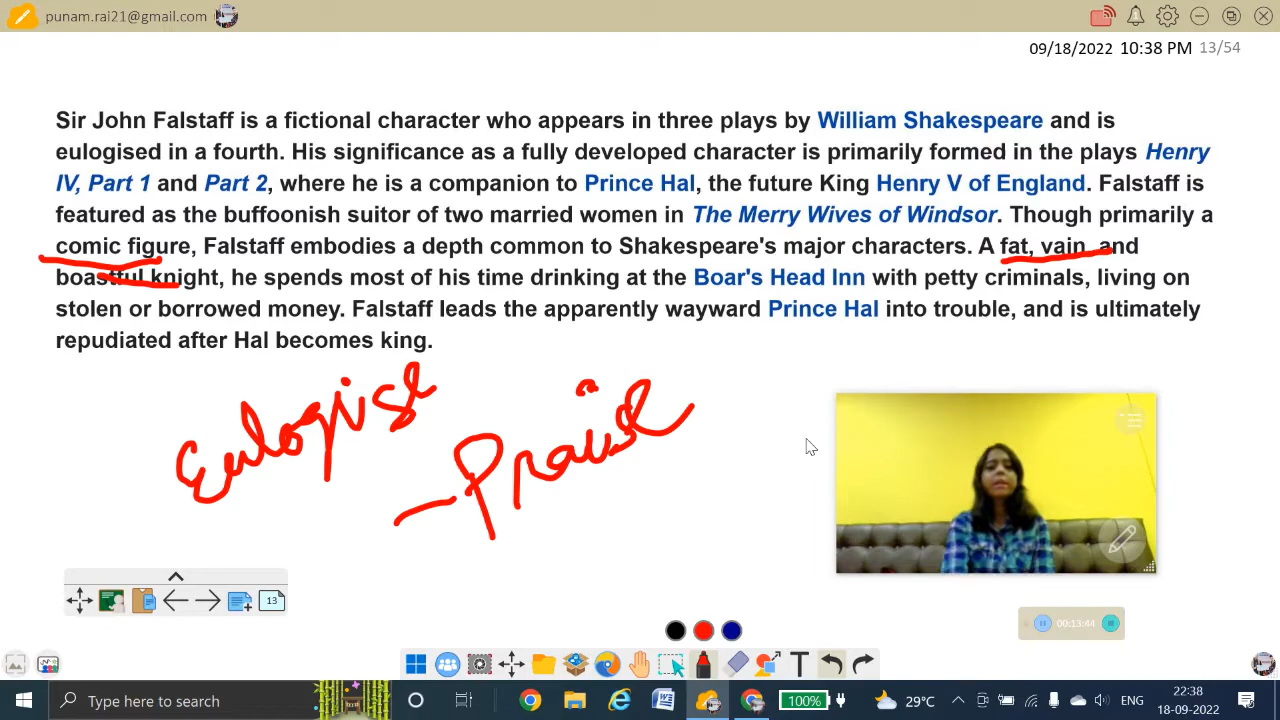 punam.rai21@gmail.com
09/18/2022 10:38 PM 13/54
Sir John Falstaff is a fictional character who appears in three plays by William Shakespeare and is
eulogised in a fourth. His significance as a fully developed character is primarily formed in the plays Henry
IV, Part 1 and Part 2, where he is a companion to Prince Hal, the future King Henry V of England. Falstaff is
featured as the buffoonish suitor of two married women in The Merry Wives of Windsor. Though primarily a
comic figure, Falstaff embodies a depth common to Shakespeare's major characters. A fat, vain, and
boastful knight, he spends most of his time drinking at the Boar's Head Inn with petty criminals, living on
stolen or borrowed money. Falstaff leads the apparently wayward Prince Hal into trouble, and is ultimately
repudiated after Hal becomes king.
Eulogise
- Praise
13
00:13:44
T
Type here to search
100%
29°C
ENG
22:38
18-09-2022